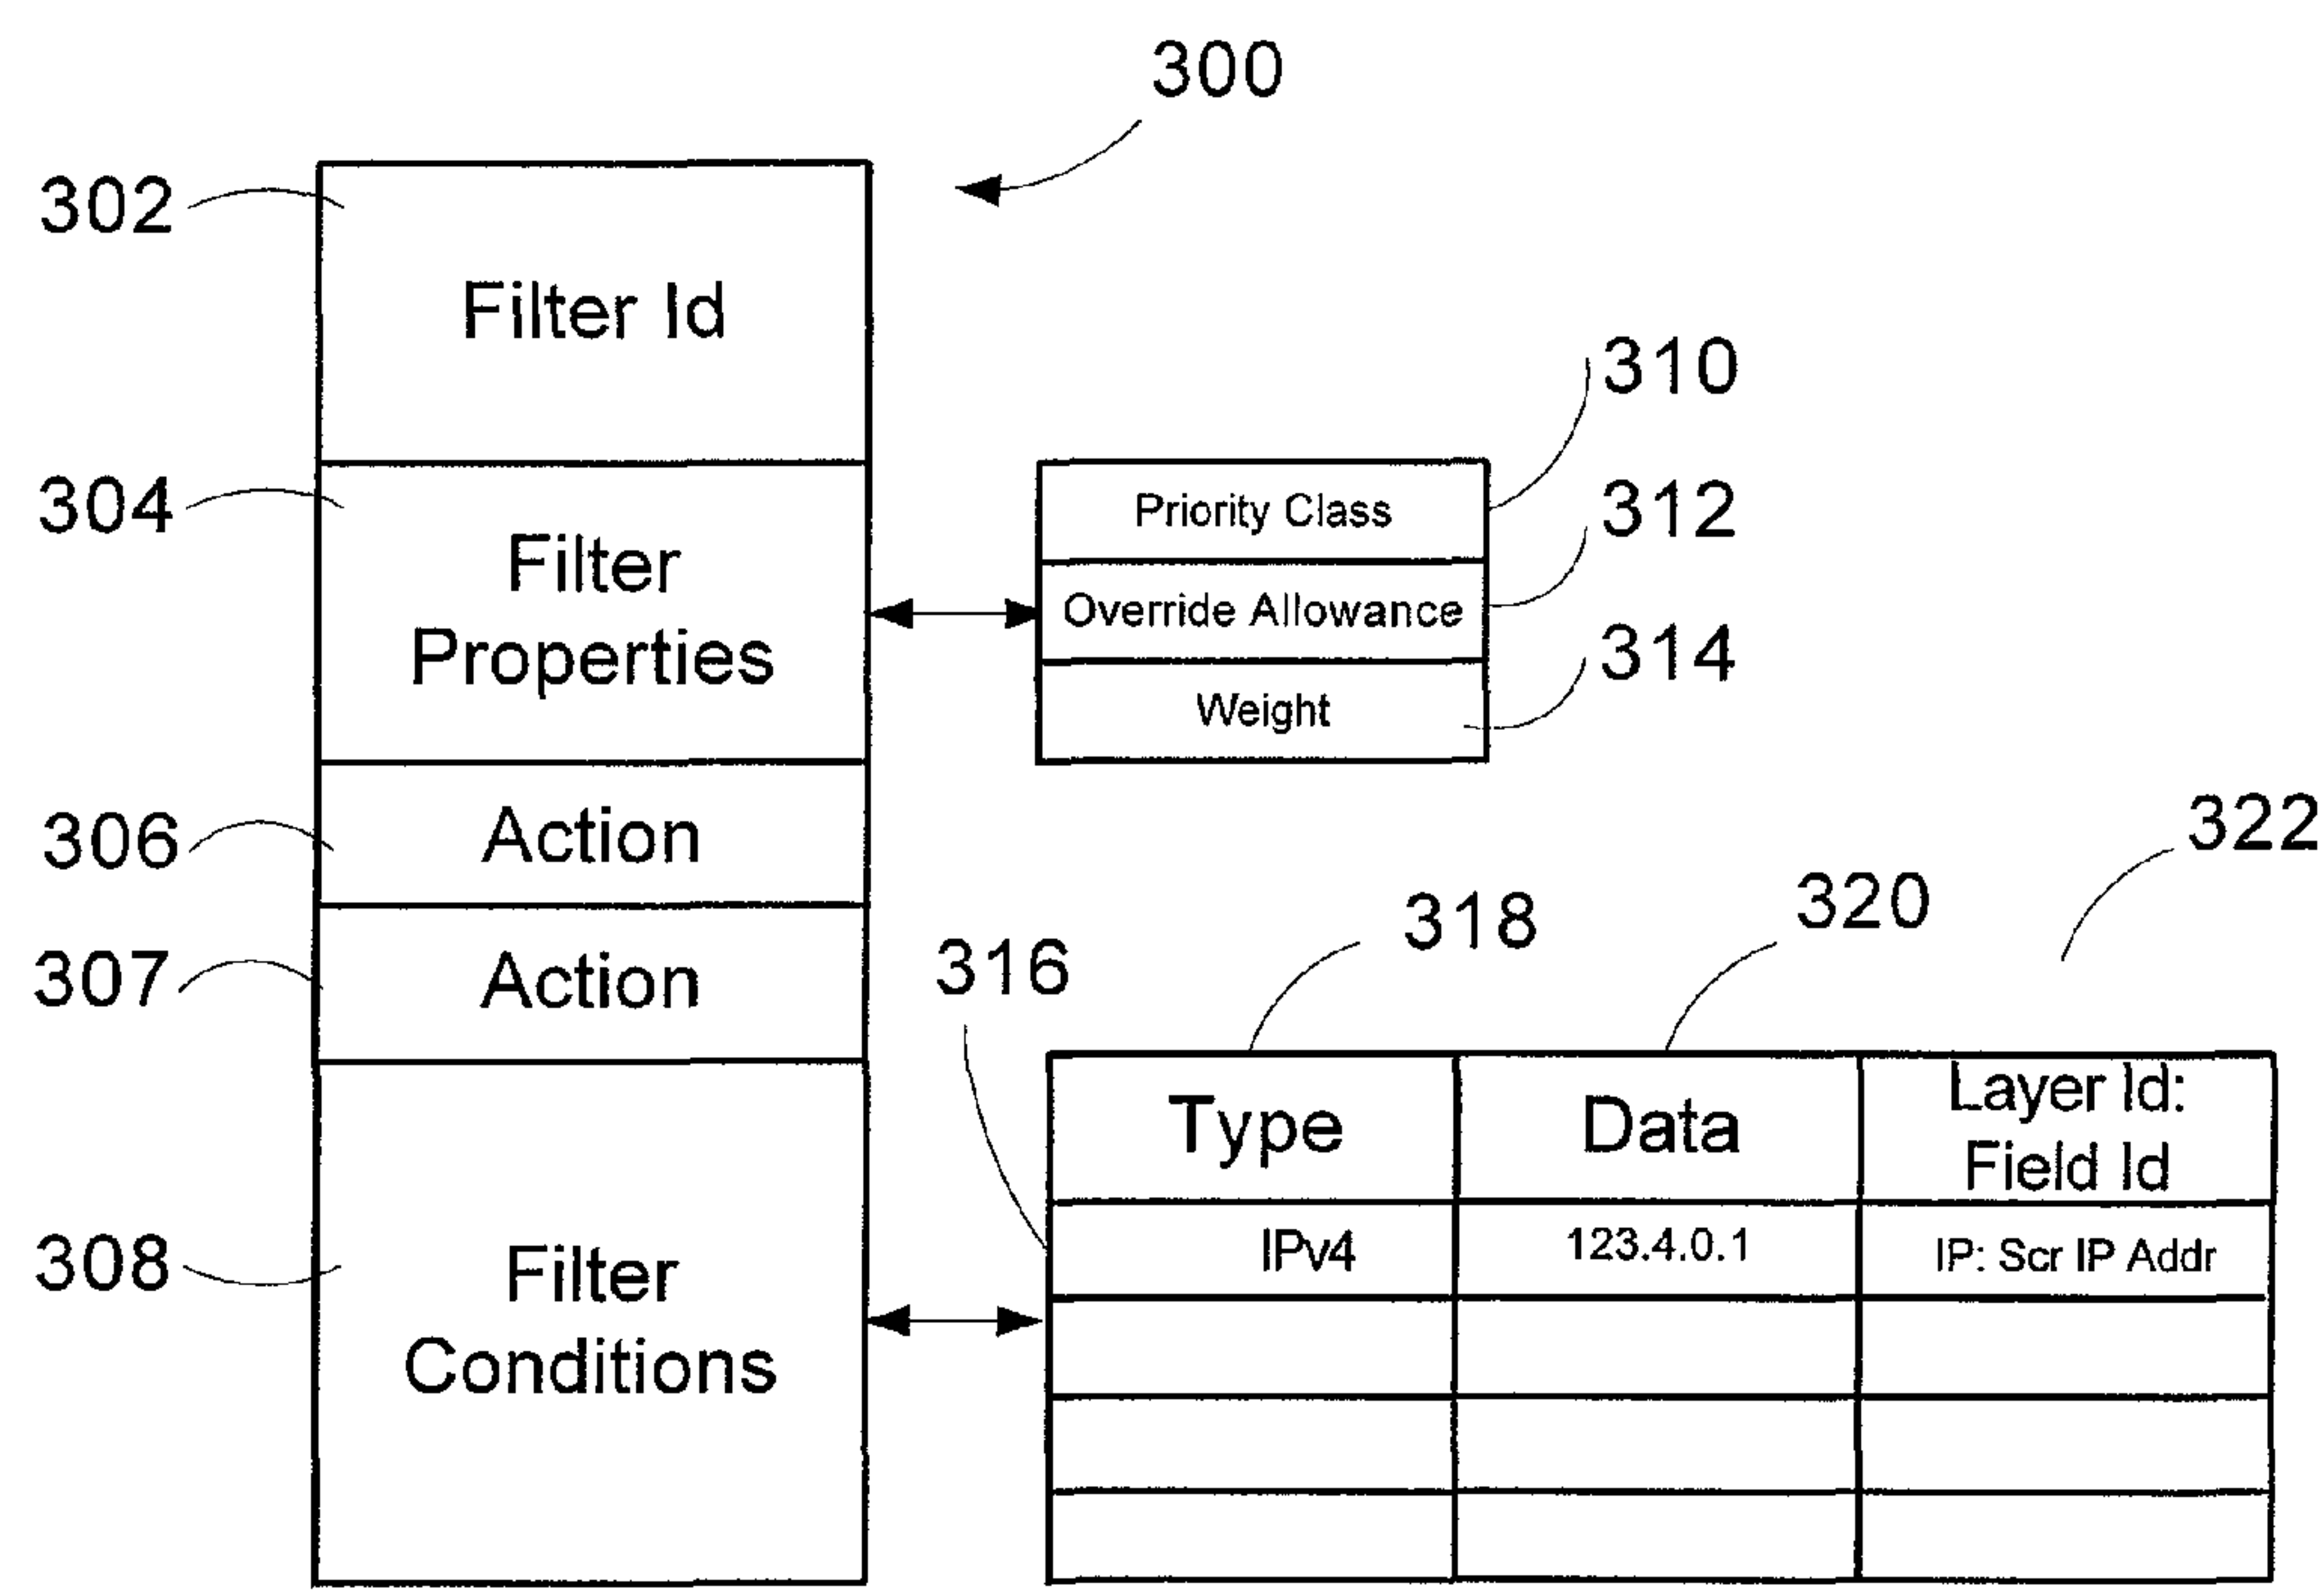 300
302
Filter Id
310
304
Priority Class
312
Filter
Properties
Override Allowance
314
Weight
306
Action
322
318
320
307
Action
316
Type
Data
Layer Id:
Field Id
308
Filter
Conditions
IPv4
123.4.0.1
IP: Scr IP Addr